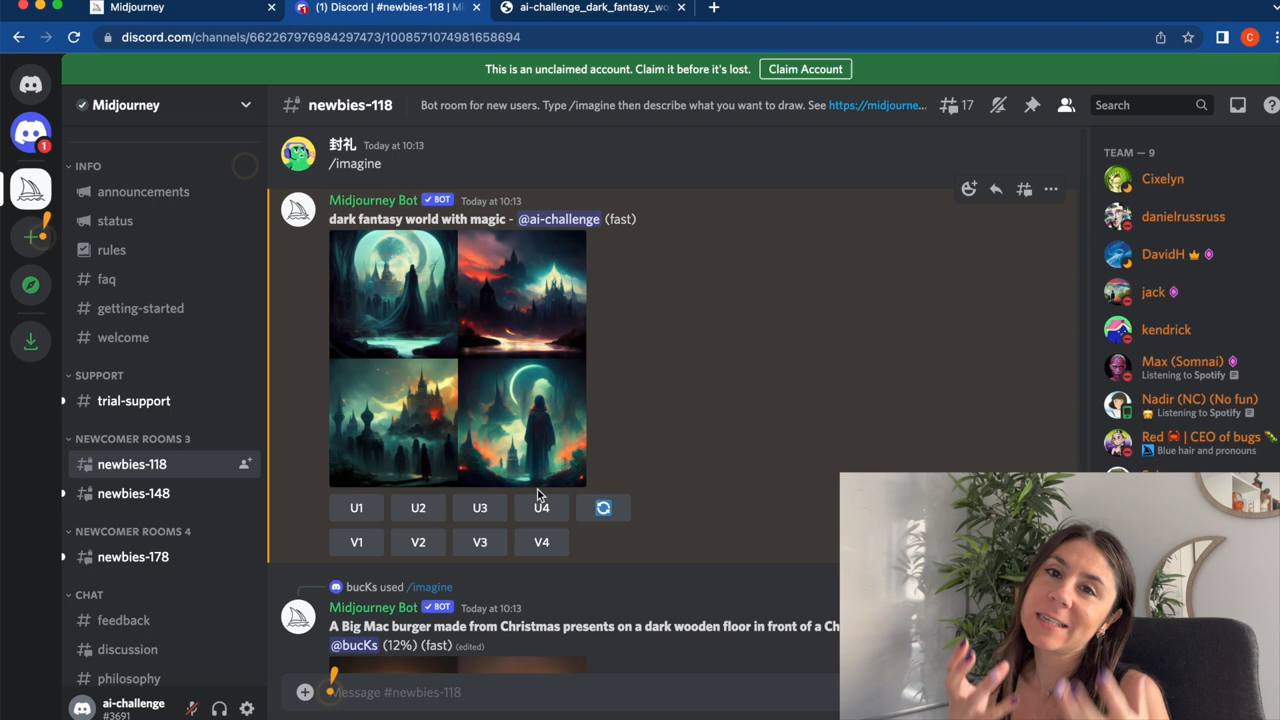 Midjourney
(1) Discord | #newbies-118 | Mi
ai-challenge_dark_fantasy_wo
discord.com/channels/662267976984297473/1008571074981658694
C
This is an unclaimed account. Claim it before it's lost.
Claim Account
Midjourney
newbies-118
Bot room for new users. Type /imagine then describe what you want to draw. See https://midjourne...
17
Search
1
INFO
announcements
status
rules
faq
getting-started
welcome
SUPPORT
trial-support
NEWCOMER ROOMS 3
newbies-118
newbies-148
NEWCOMER ROOMS 4
newbies-178
CHAT
feedback
discussion
philosophy
ai-challenge
#3691
封礼 Today at 10:13
/imagine
Midjourney Bot ✓ BOT Today at 10:13
dark fantasy world with magic - @ai-challenge (fast)
U1 U2 U3 U4
V1 V2 V3 V4
bucKs used /imagine
Midjourney Bot ✓ BOT Today at 10:13
A Big Mac burger made from Christmas presents on a dark wooden floor in front of a Ch
@bucKs (12%) (fast) (edited)
Message #newbies-118
TEAM — 9
Cixelyn
danielrussruss
DavidH
jack
kendrick
Max (Somnai)
Listening to Spotify
Nadir (NC) (No fun)
Listening to Spotify
Red | CEO of bugs
Blue hair and pronouns